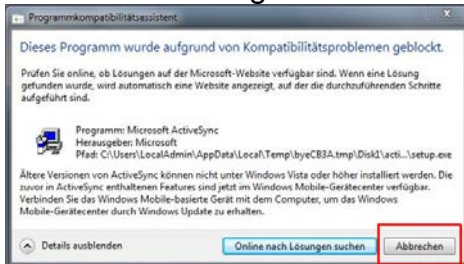 Programmkompatibilitätsassistent
Dieses Programm wurde aufgrund von Kompatibilitätsproblemen geblockt.
Prüfen Sie online, ob Lösungen auf der Microsoft-Website verfügbar sind. Wenn eine Lösung
gefunden wurde, wird automatisch eine Website angezeigt, auf der die durchzuführenden Schritte
aufgeführt sind.
Programm: Microsoft ActiveSync
Herausgeber: Microsoft
Pfad: C:\Users\LocalAdmin\AppData\Local\Temp\byeCB3A.tmp\Disk1\acti...\setup.exe
Ältere Versionen von ActiveSync können nicht unter Windows Vista oder höher installiert werden. Die
zuvor in ActiveSync enthaltenen Features sind jetzt im Windows Mobile-Gerätecenter verfügbar.
Verbinden Sie das Windows Mobile-basierte Gerät mit dem Computer, um das Windows
Mobile-Gerätecenter durch Windows Update zu erhalten.
Details ausblenden
Online nach Lösungen suchen
Abbrechen